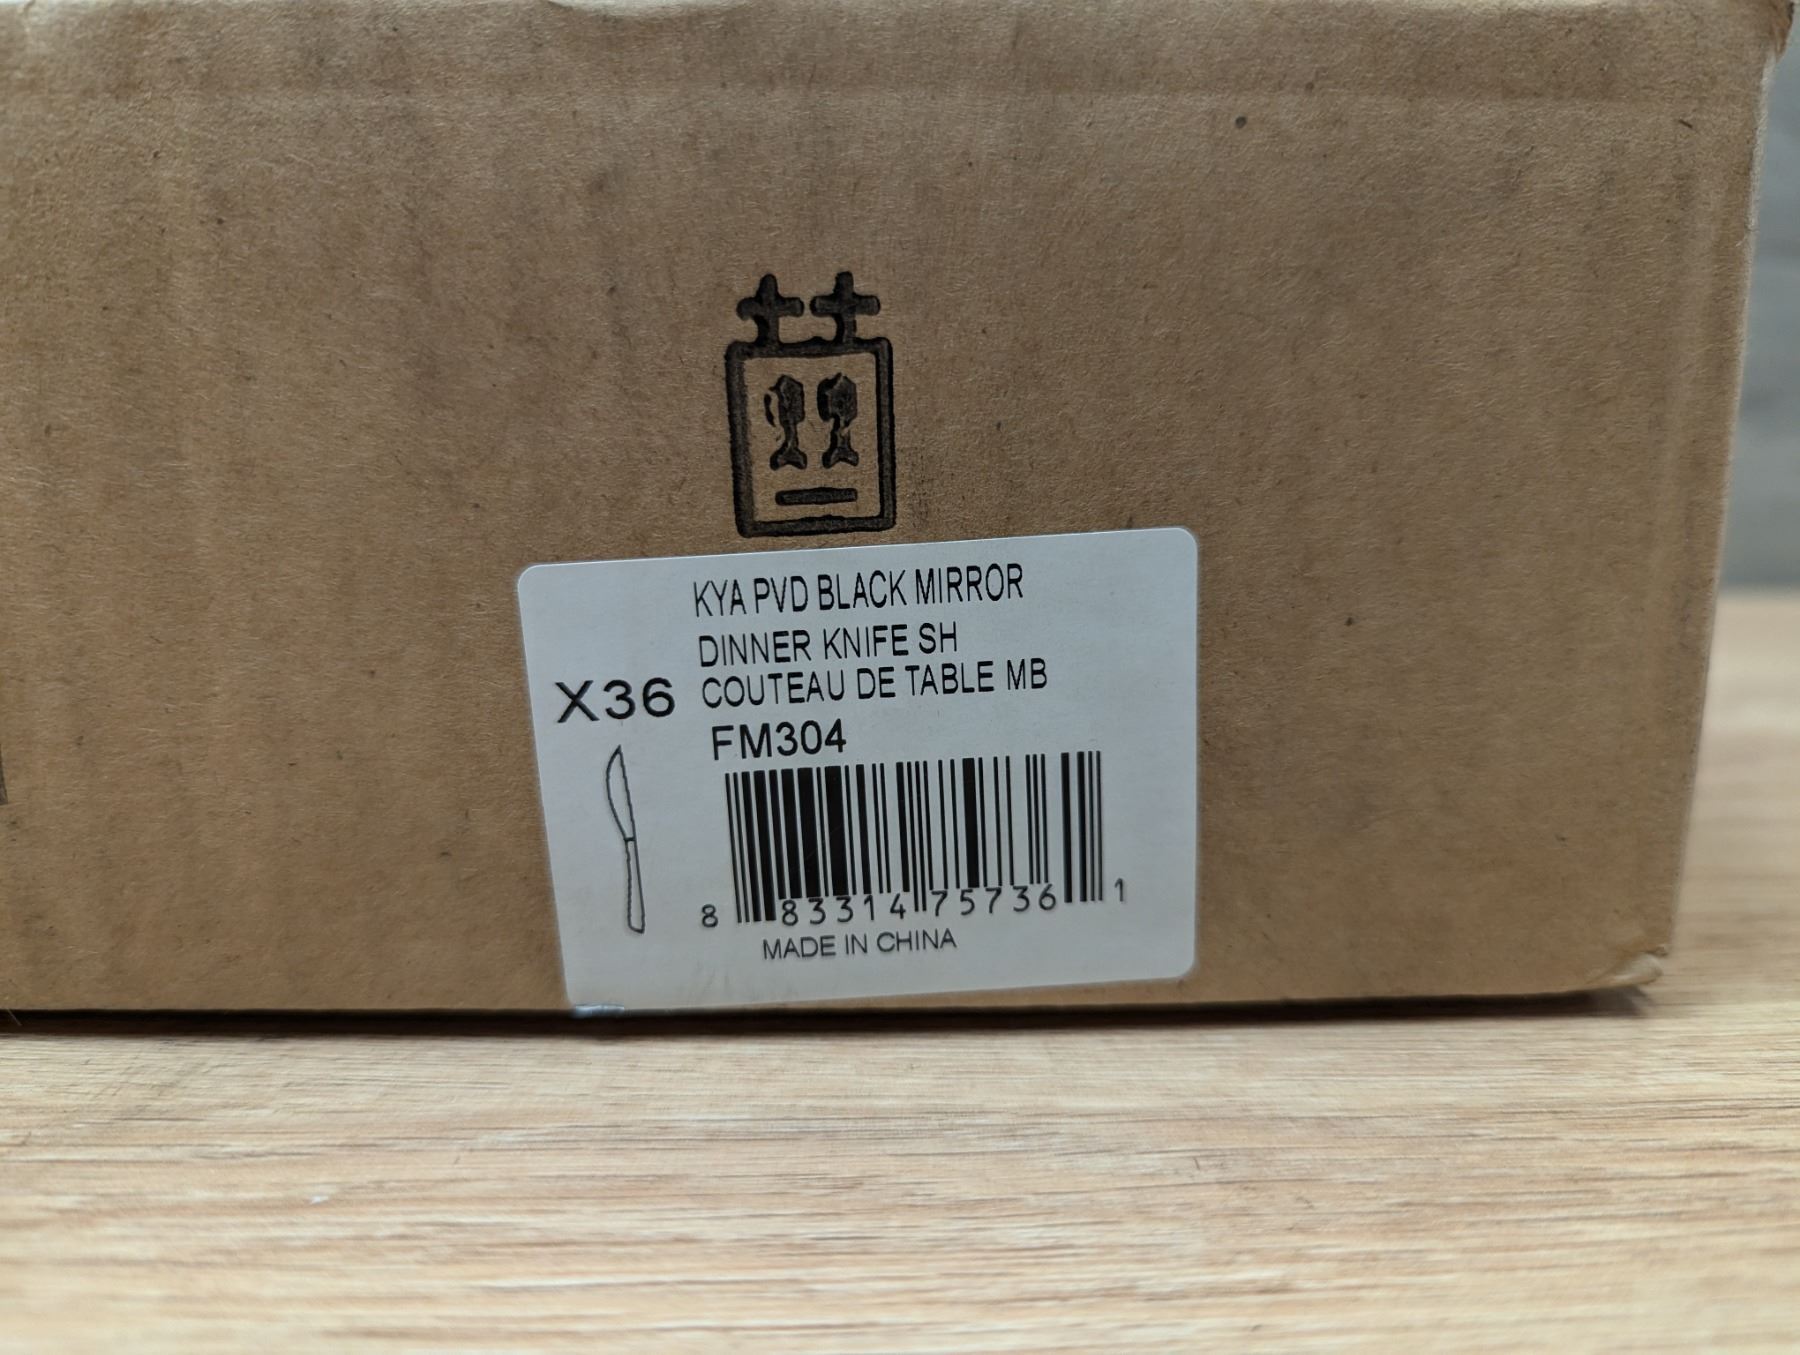 KYA PVD BLACK MIRROR
DINNER KNIFE SH
COUTEAU DE TABLE MB
X36
FM304
8 83314 75736 1
MADE IN CHINA